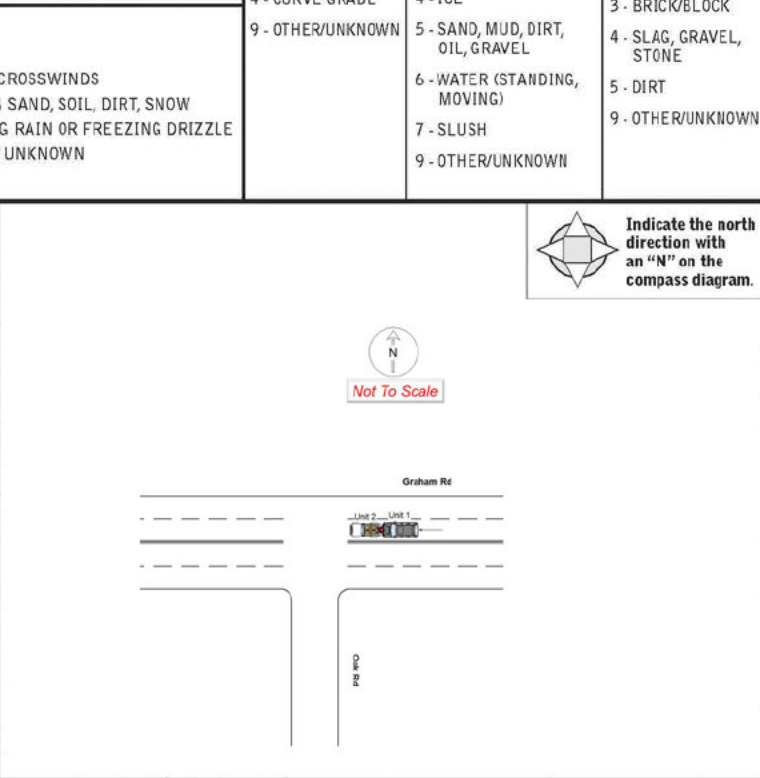 CROSSWINDS
SAND, SOIL, DIRT, SNOW
RAIN OR FREEZING DRIZZLE
UNKNOWN
4 - CURVE GRADE
9 - OTHER/UNKNOWN
4 - ICE
5 - SAND, MUD, DIRT,
OIL, GRAVEL
6 - WATER (STANDING,
MOVING)
7 - SLUSH
9 - OTHER/UNKNOWN
3 - BRICK/BLOCK
4 - SLAG, GRAVEL,
STONE
5 - DIRT
9 - OTHER/UNKNOWN
Indicate the north
direction with
an "N" on the
compass diagram.
N
Not To Scale
Graham Rd
Unit 2 Unit 1
Oak Rd